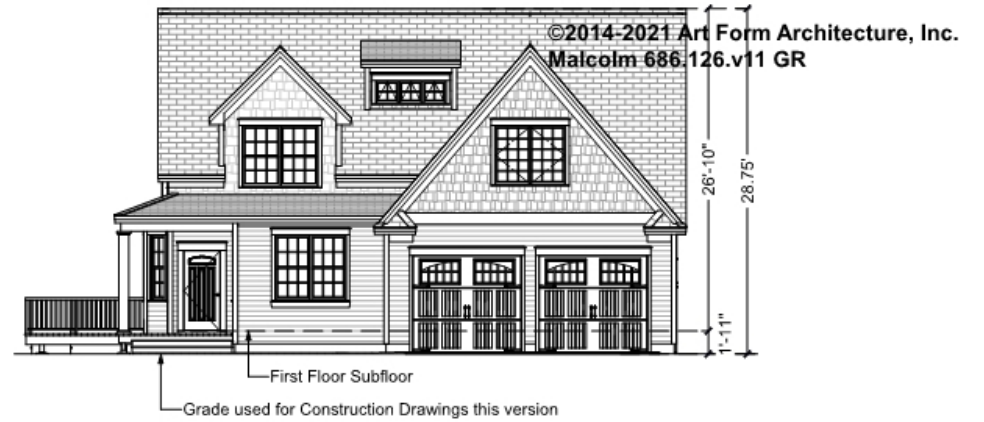 ©2014-2021 Art Form Architecture, Inc.
Malcolm 686.126.v11 GR
26'-10"
28.75'
1'-11"
First Floor Subfloor
Grade used for Construction Drawings this version